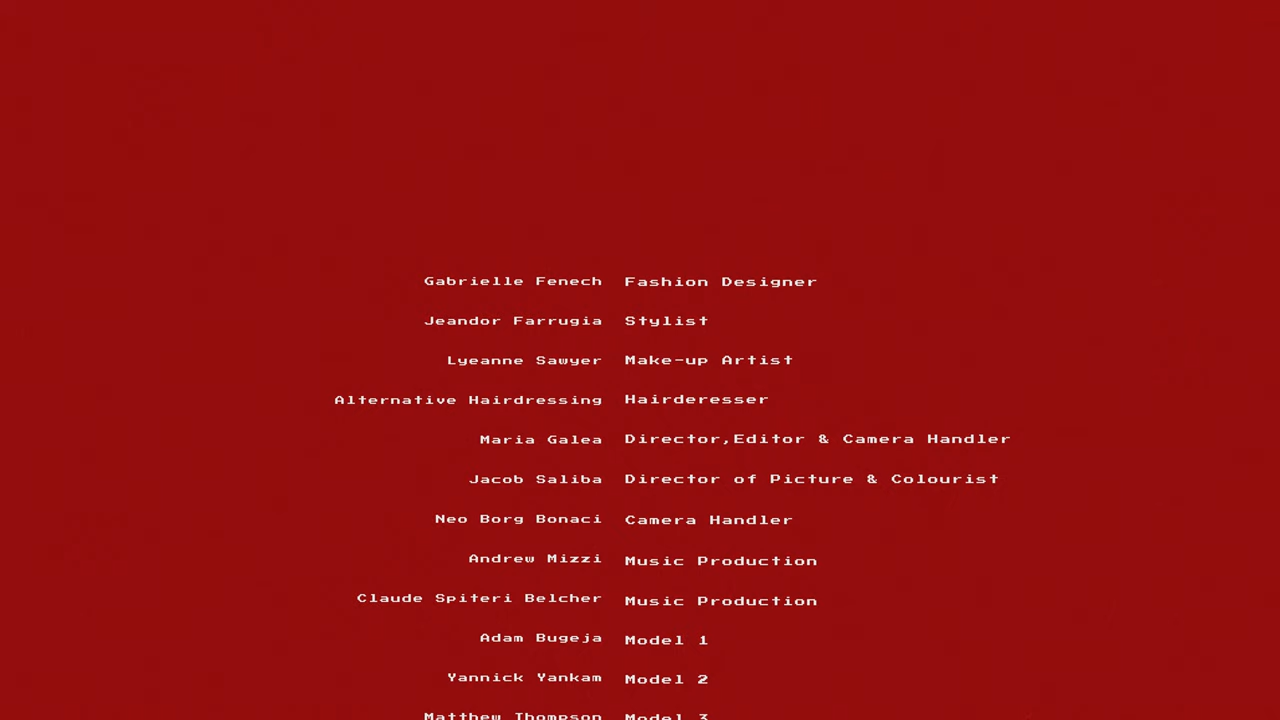 Gabrielle Fenech Fashion Designer
Jeandor Farrugia Stylist
Lyeanne Sawyer Make-up Artist
Alternative Hairdressing Hairderesser
Maria Galea Director,Editor & Camera Handler
Jacob Saliba Director of Picture & Colourist
Neo Borg Bonaci Camera Handler
Andrew Mizzi Music Production
Claude Spiteri Belcher Music Production
Adam Bugeja Model 1
Yannick Yankam Model 2
Matthew Thompson Model 3